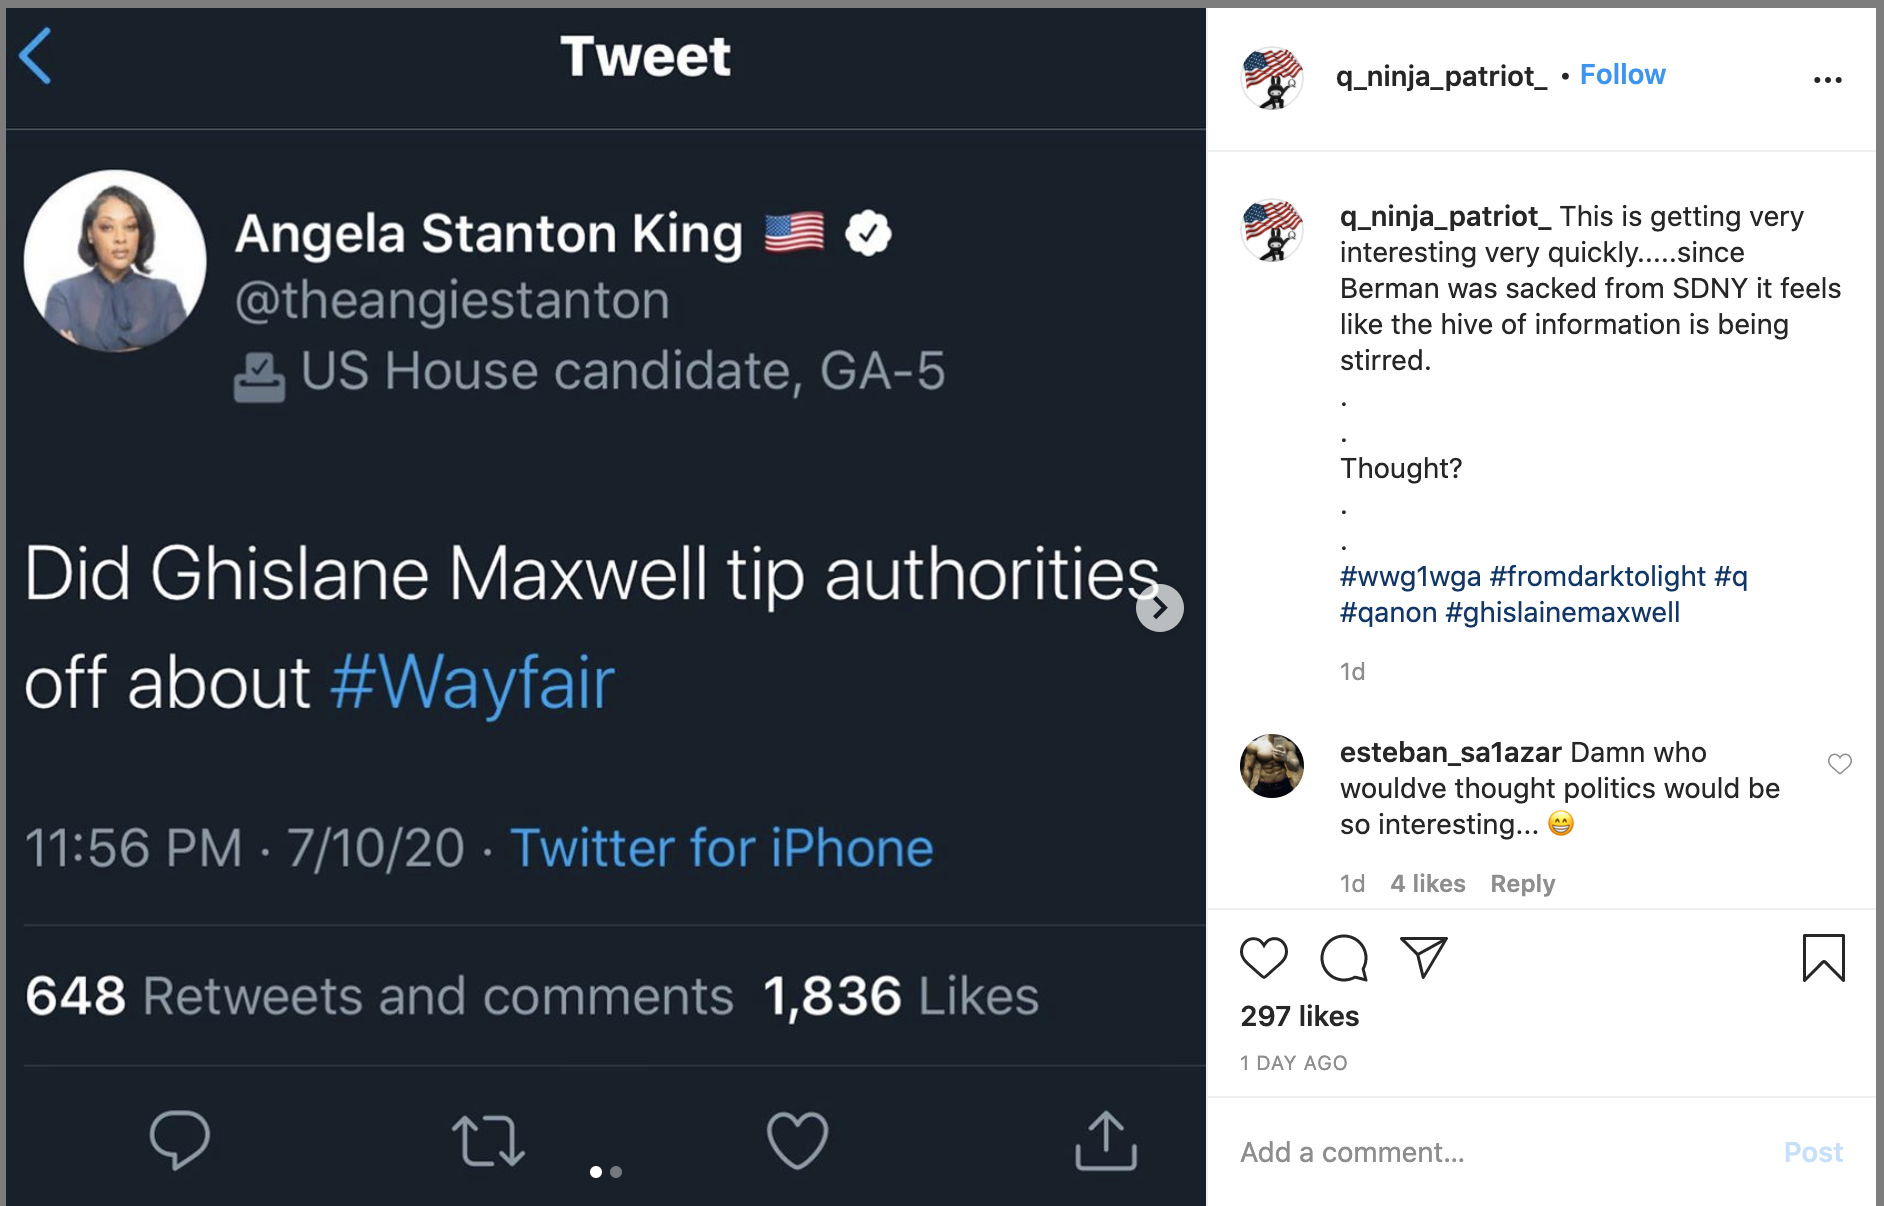 Tweet
Angela Stanton King 🇺🇸
@theangiestanton
US House candidate, GA-5
Did Ghislane Maxwell tip authorities
off about #Wayfair
11:56 PM · 7/10/20 · Twitter for iPhone
648 Retweets and comments 1,836 Likes
q_ninja_patriot_ • Follow
q_ninja_patriot_ This is getting very
interesting very quickly.....since
Berman was sacked from SDNY it feels
like the hive of information is being
stirred.
.
.
Thought?
.
.
#wwg1wga #fromdarktolight #q
#qanon #ghislainemaxwell
1d
esteban_sa1azar Damn who
wouldve thought politics would be
so interesting... 😁
1d 4 likes Reply
297 likes
1 DAY AGO
Add a comment... Post